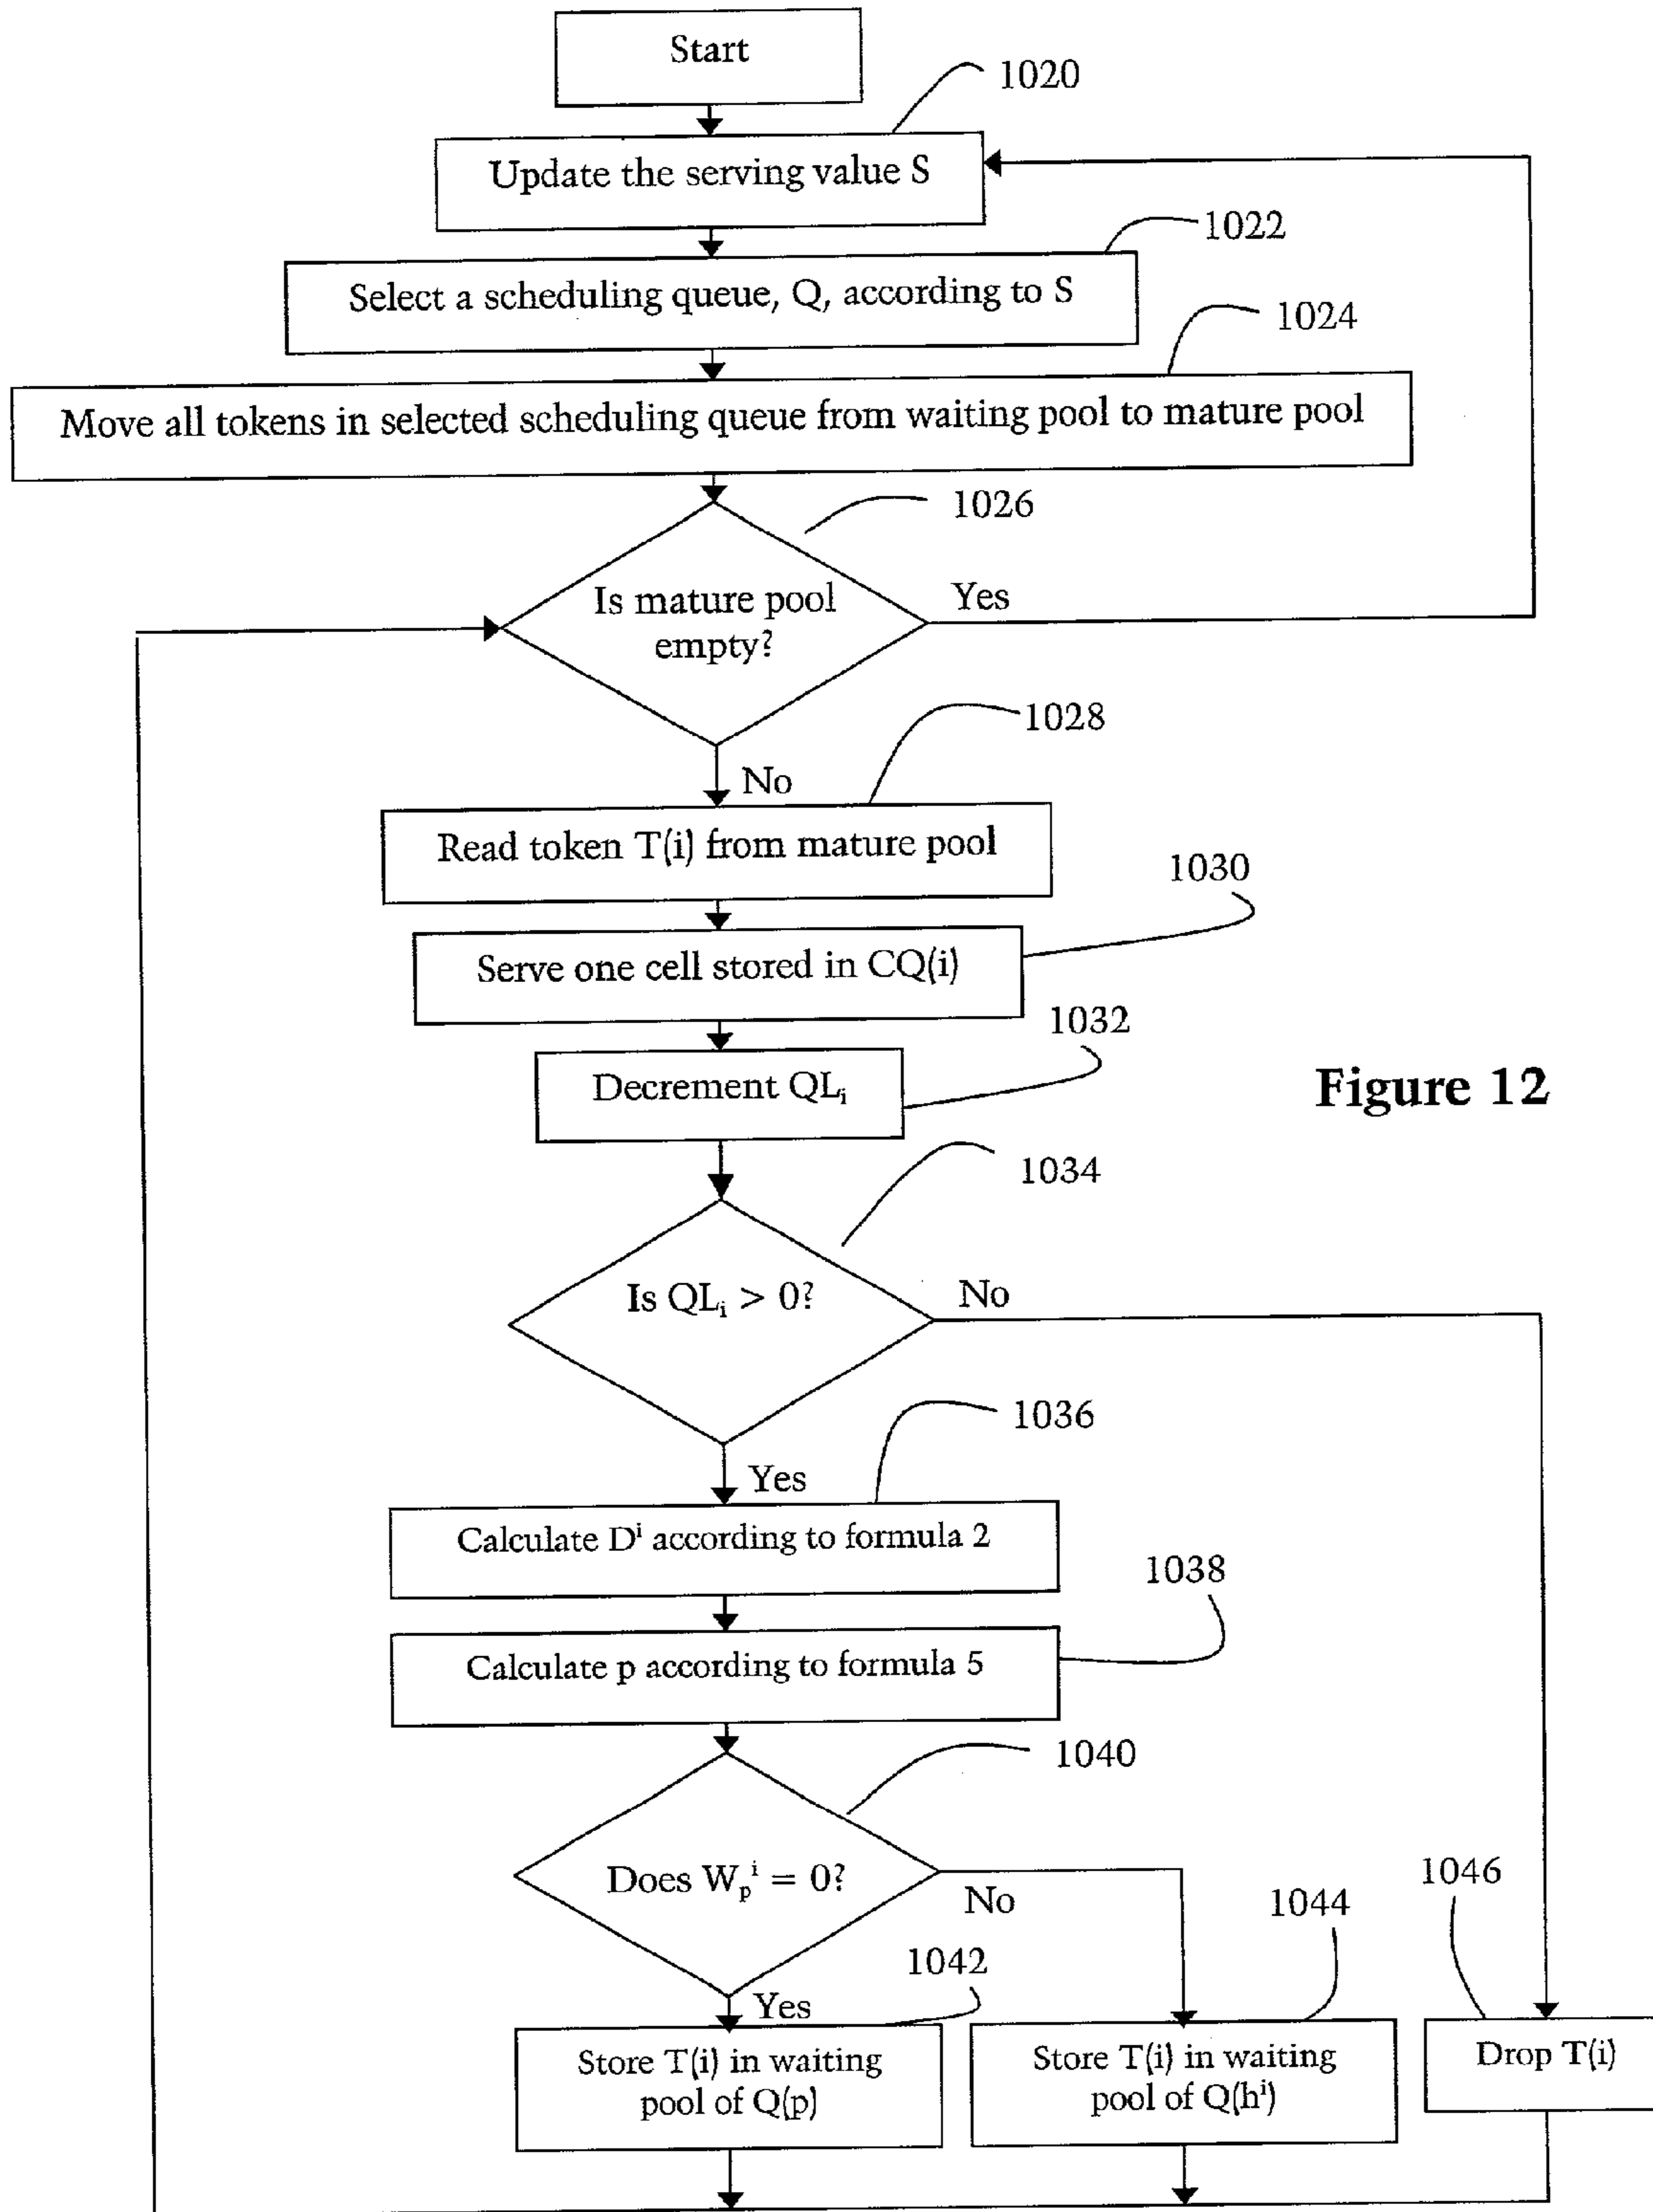 Start
1020
Update the serving value S
1022
Select a scheduling queue, Q, according to S
1024
Move all tokens in selected scheduling queue from waiting pool to mature pool
1026
Is mature pool
empty?
Yes
1028
No
Read token T(i) from mature pool
1030
Serve one cell stored in CQ(i)
1032
Decrement QLᵢ
Figure 12
1034
Is QLᵢ > 0?
No
1036
Yes
Calculate Dⁱ according to formula 2
1038
Calculate p according to formula 5
1040
Does Wₚⁱ = 0?
No
1046
1044
1042
Yes
Store T(i) in waiting
pool of Q(p)
Store T(i) in waiting
pool of Q(hⁱ)
Drop T(i)